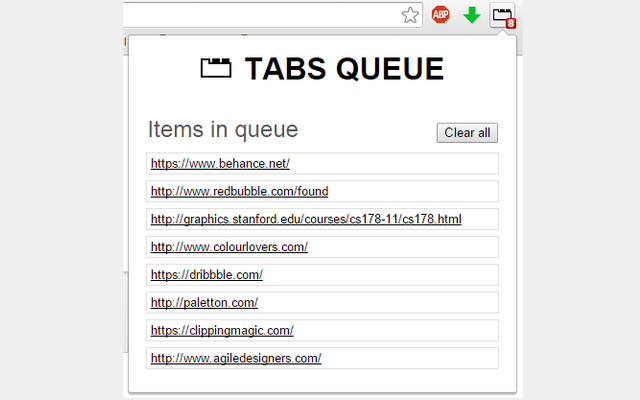 ABP
8
TABS QUEUE
Items in queue
Clear all
https://www.behance.net/
http://www.redbubble.com/found
http://graphics.stanford.edu/courses/cs178-11/cs178.html
http://www.colourlovers.com/
https://dribbble.com/
http://paletton.com/
https://clippingmagic.com/
http://www.agiledesigners.com/